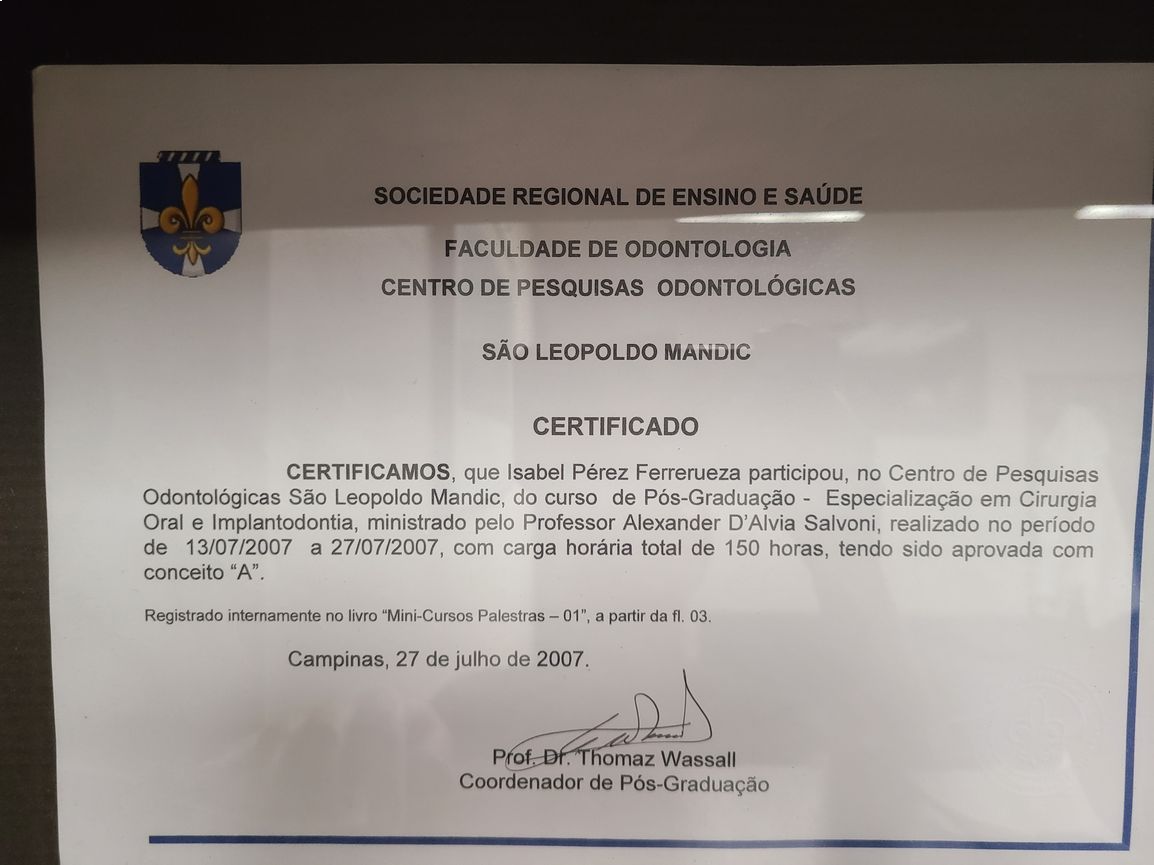 SOCIEDADE REGIONAL DE ENSINO E SAÚDE
FACULDADE DE ODONTOLOGIA
CENTRO DE PESQUISAS ODONTOLÓGICAS
SÃO LEOPOLDO MANDIC
CERTIFICADO
CERTIFICAMOS, que Isabel Pérez Ferrerueza participou, no Centro de Pesquisas
Odontológicas São Leopoldo Mandic, do curso de Pós-Graduação - Especialização em Cirurgia
Oral e Implantodontia, ministrado pelo Professor Alexander D'Alvia Salvoni, realizado no período
de 13/07/2007 a 27/07/2007, com carga horária total de 150 horas, tendo sido aprovada com
conceito “A”.
Registrado internamente no livro “Mini-Cursos Palestras – 01”, a partir da fl. 03.
Campinas, 27 de julho de 2007.
Prof. Dr. Thomaz Wassall
Coordenador de Pós-Graduação